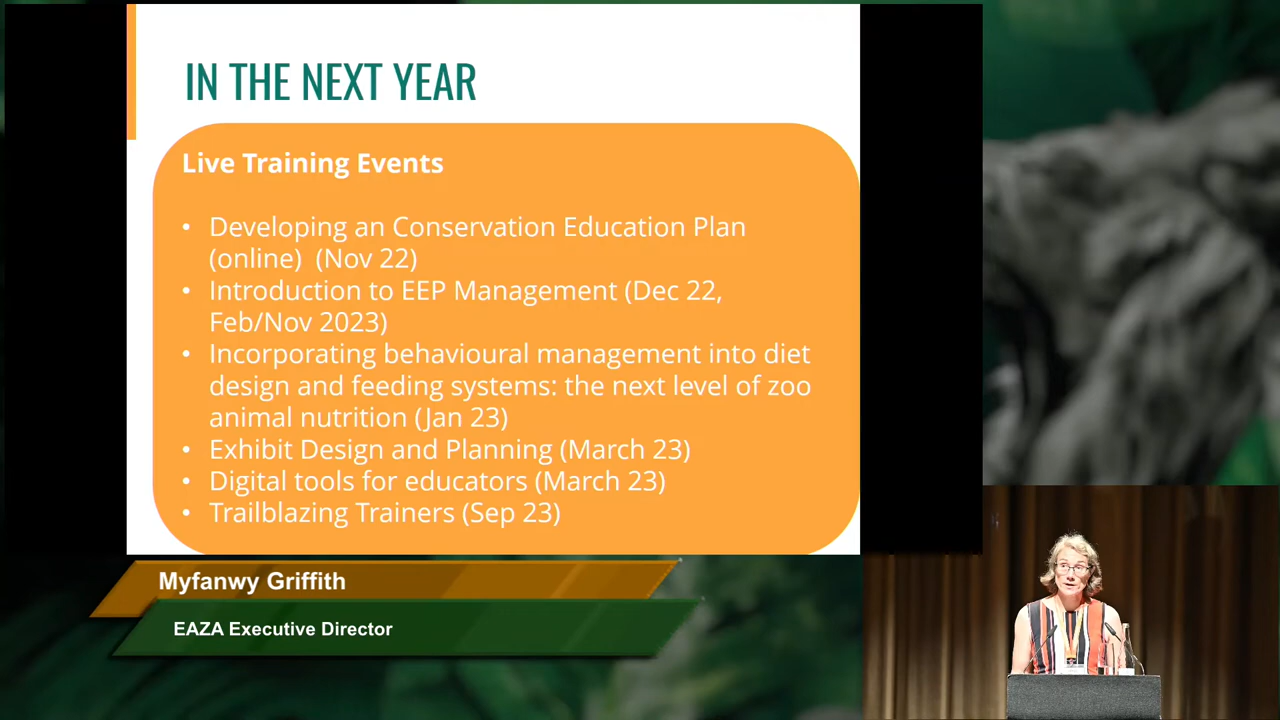 IN THE NEXT YEAR
Live Training Events
• Developing an Conservation Education Plan
(online) (Nov 22)
• Introduction to EEP Management (Dec 22,
Feb/Nov 2023)
• Incorporating behavioural management into diet
design and feeding systems: the next level of zoo
animal nutrition (Jan 23)
• Exhibit Design and Planning (March 23)
• Digital tools for educators (March 23)
• Trailblazing Trainers (Sep 23)
Myfanwy Griffith
EAZA Executive Director